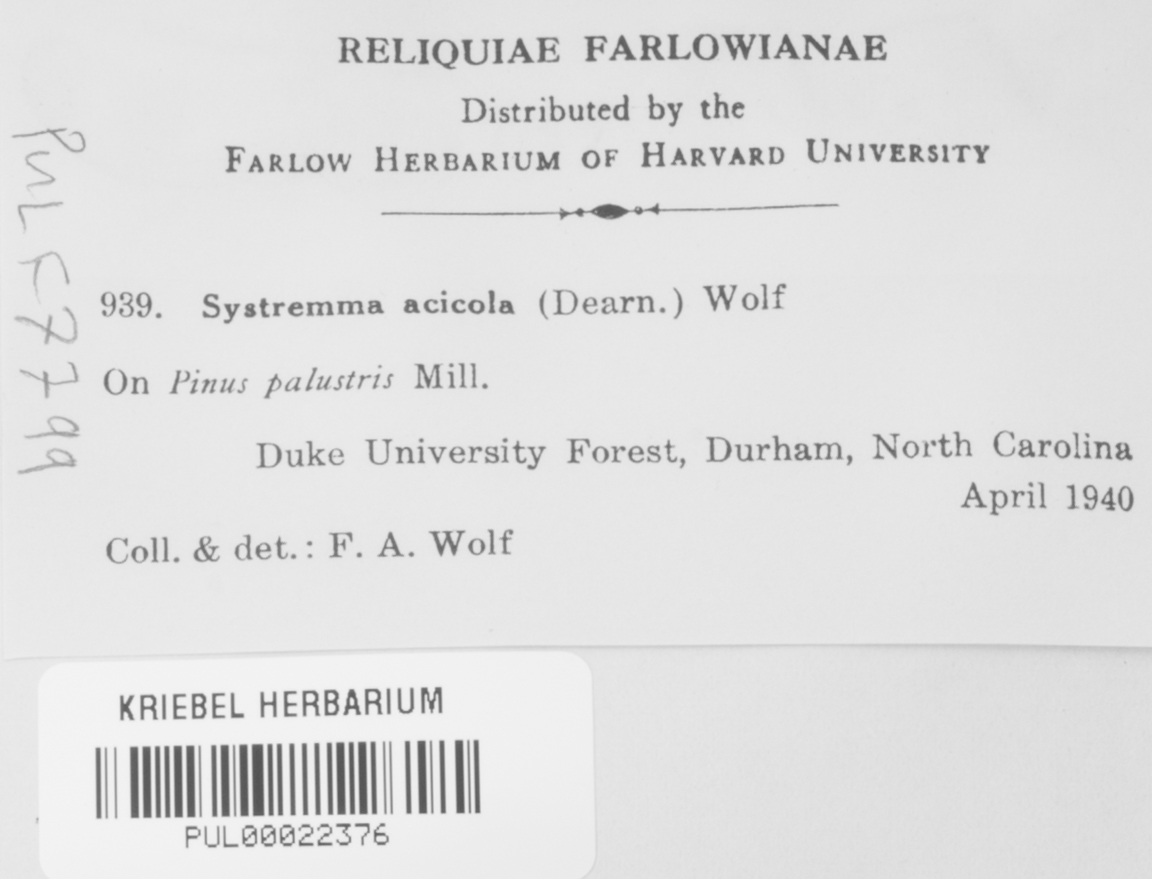 RELIQUIAE FARLOWIANAE
Distributed by the
FARLOW HERBARIUM OF HARVARD UNIVERSITY
PUL F7799
939. Systremma acicola (Dearn.) Wolf
On Pinus palustris Mill.
Duke University Forest, Durham, North Carolina
April 1940
Coll. & det.: F. A. Wolf
KRIEBEL HERBARIUM
PUL00022376